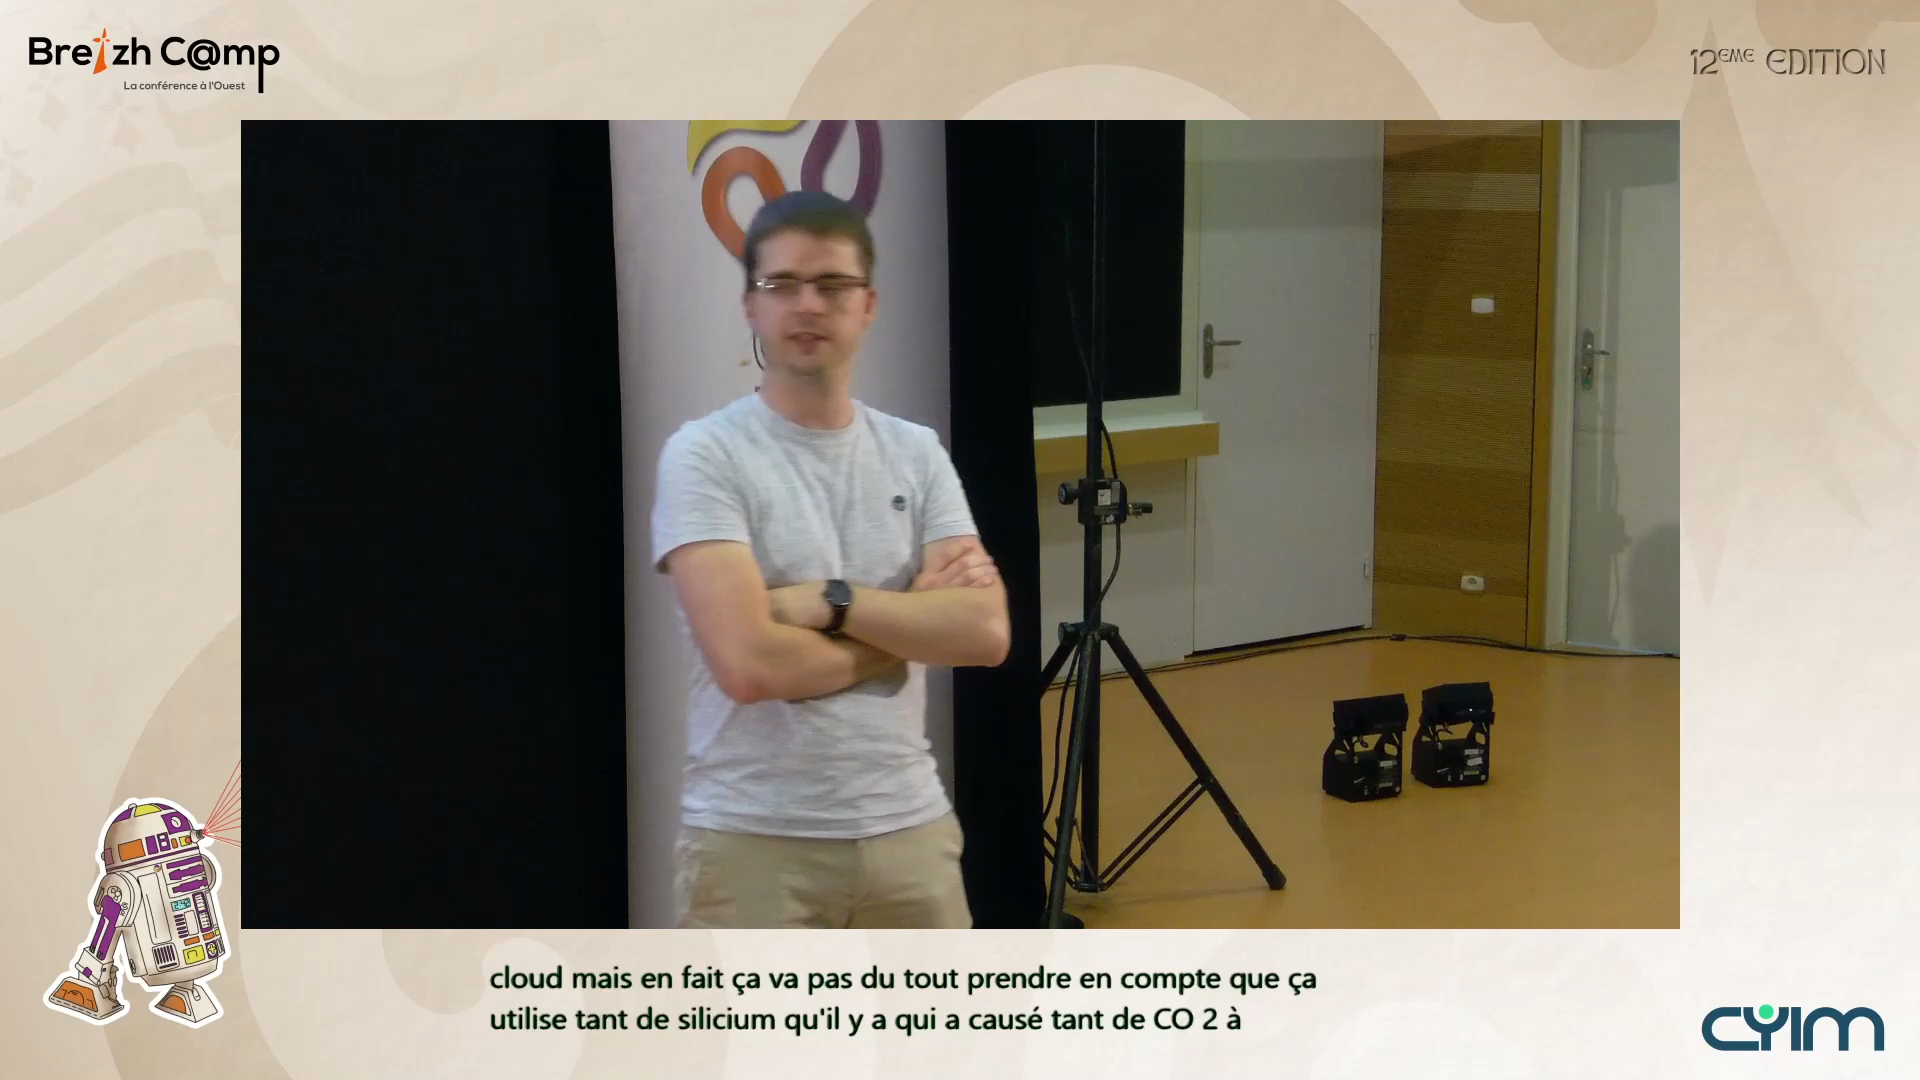 Breizh C@mp
La conférence à l'Ouest
12EME EDITION
cloud mais en fait ça va pas du tout prendre en compte que ça
utilise tant de silicium qu'il y a qui a causé tant de CO 2 à
CYIM